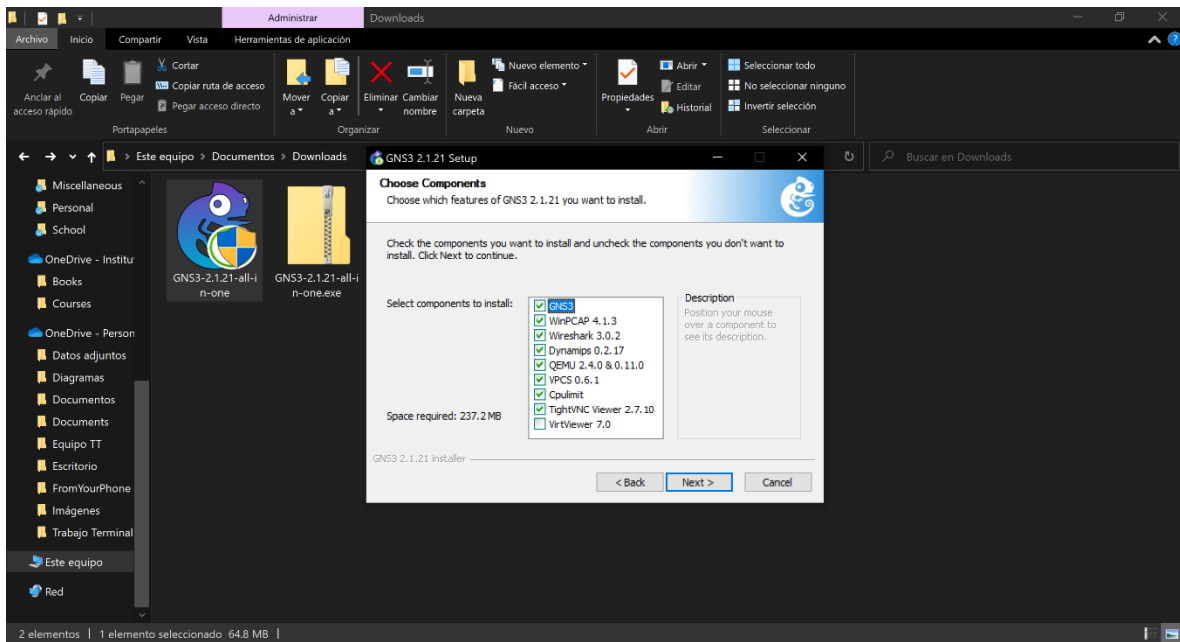 Administrar
Downloads
Archivo
Inicio
Compartir
Vista
Herramientas de aplicación
Anclar al
acceso rápido
Copiar
Pegar
Cortar
Copiar ruta de acceso
Pegar acceso directo
Portapapeles
Mover
a
Copiar
a
Eliminar
Cambiar
nombre
Organizar
Nueva
carpeta
Nuevo elemento
Fácil acceso
Nuevo
Propiedades
Abrir
Editar
Historial
Abrir
Seleccionar todo
No seleccionar ninguno
Invertir selección
Seleccionar
Este equipo > Documentos > Downloads
Buscar en Downloads
Miscellaneous
Personal
School
OneDrive - Institu
Books
Courses
OneDrive - Person
Datos adjuntos
Diagramas
Documentos
Documents
Equipo TT
Escritorio
FromYourPhone
Imágenes
Trabajo Terminal
Este equipo
Red
GNS3-2.1.21-all-i
n-one
GNS3-2.1.21-all-i
n-one.exe
GNS3 2.1.21 Setup
Choose Components
Choose which features of GNS3 2.1.21 you want to install.
Check the components you want to install and uncheck the components you don't want to
install. Click Next to continue.
Select components to install:
GNS3
WinPCAP 4.1.3
Wireshark 3.0.2
Dynamips 0.2.17
QEMU 2.4.0 & 0.11.0
VPCS 0.6.1
Cpulimit
TightVNC Viewer 2.7.10
VirtViewer 7.0
Description
Position your mouse
over a component to
see its description.
Space required: 237.2 MB
GNS3 2.1.21 installer
< Back
Next >
Cancel
2 elementos
1 elemento seleccionado 64.8 MB